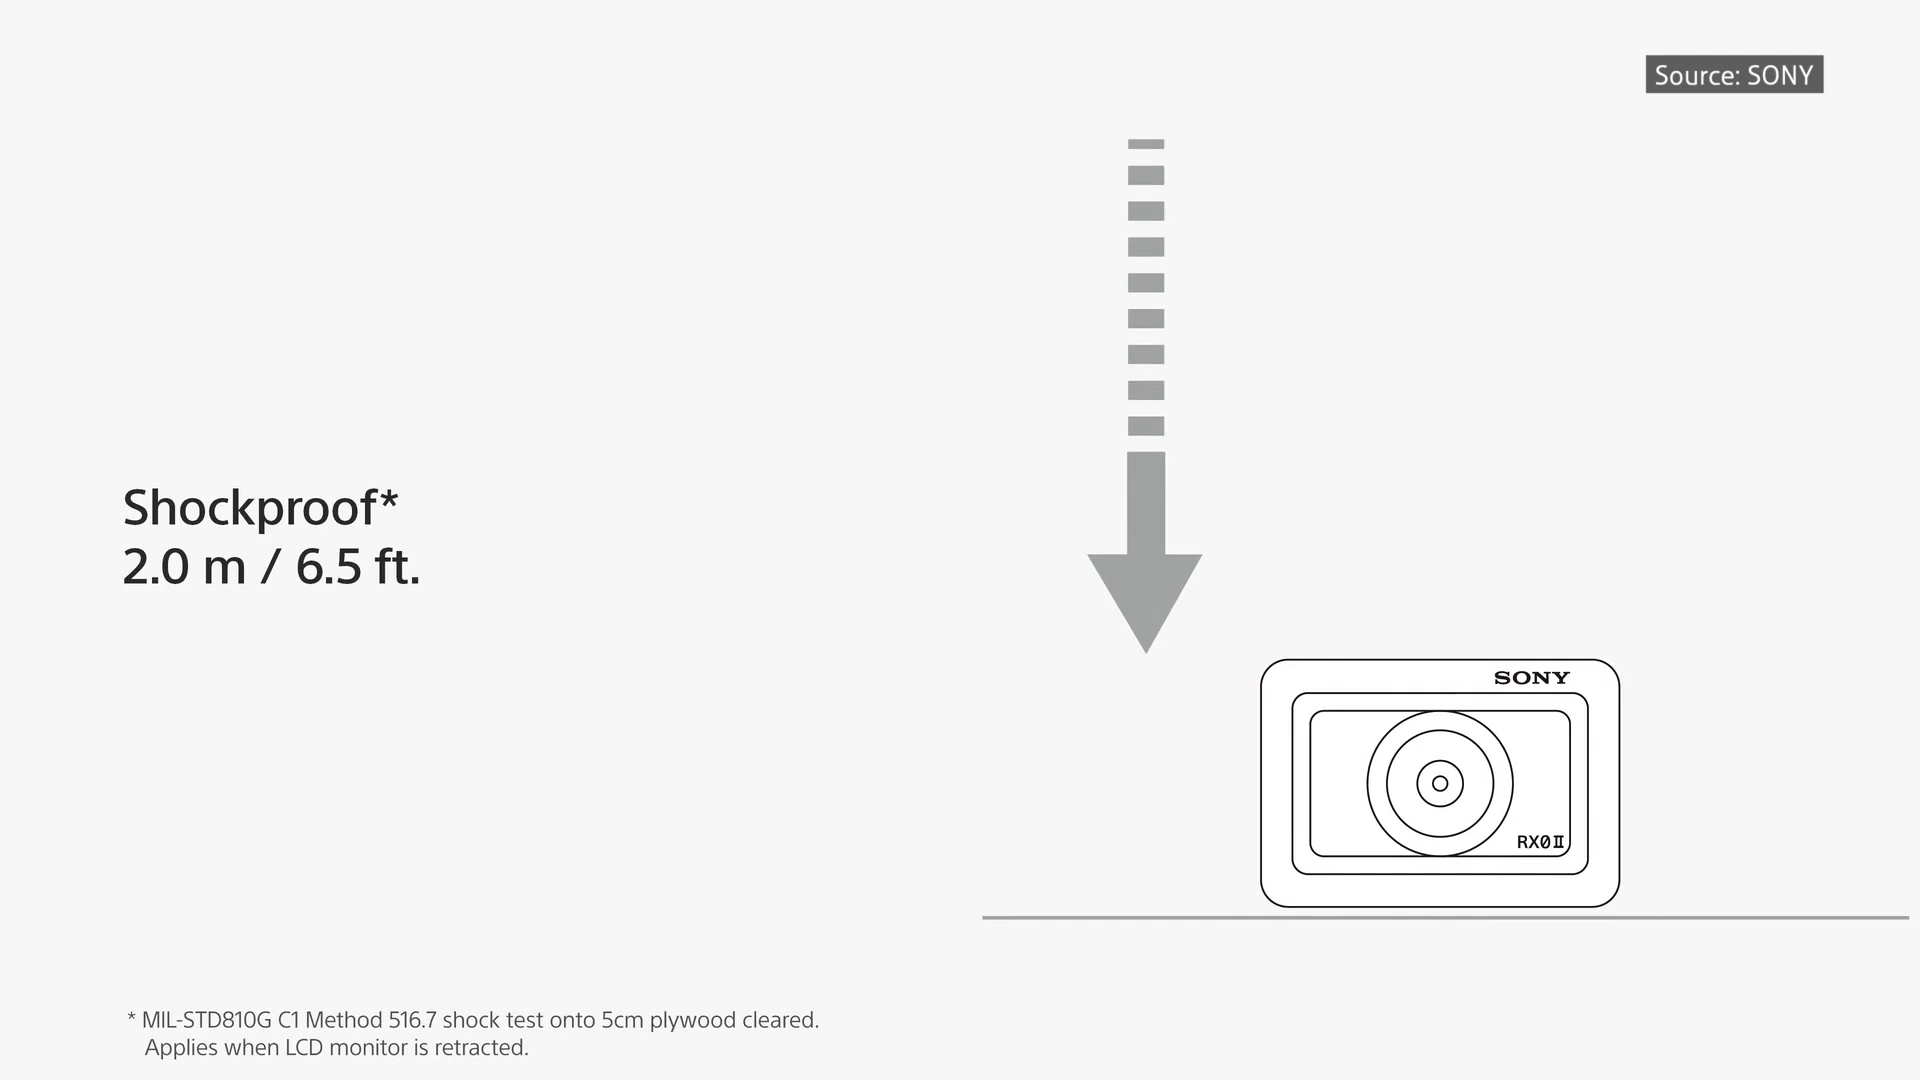 Source: SONY
Shockproof*
2.0 m / 6.5 ft.
SONY
RX0Ⅱ
* MIL-STD810G C1 Method 516.7 shock test onto 5cm plywood cleared.
Applies when LCD monitor is retracted.